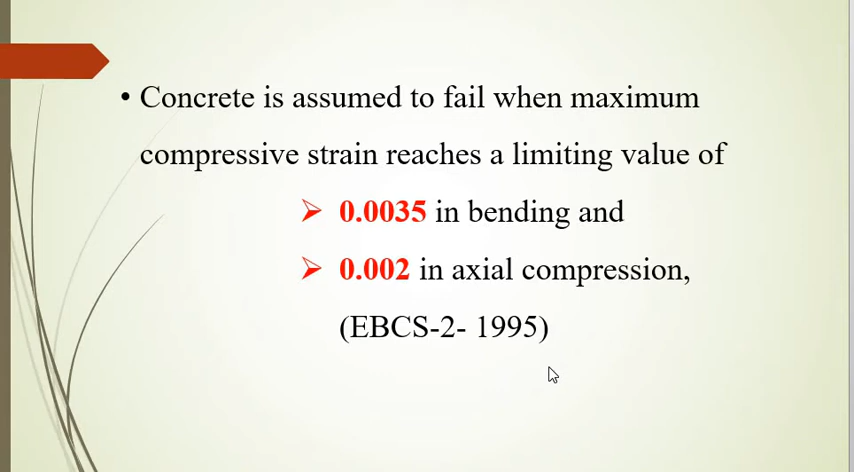 • Concrete is assumed to fail when maximum
compressive strain reaches a limiting value of
➢ 0.0035 in bending and
➢ 0.002 in axial compression,
(EBCS-2- 1995)